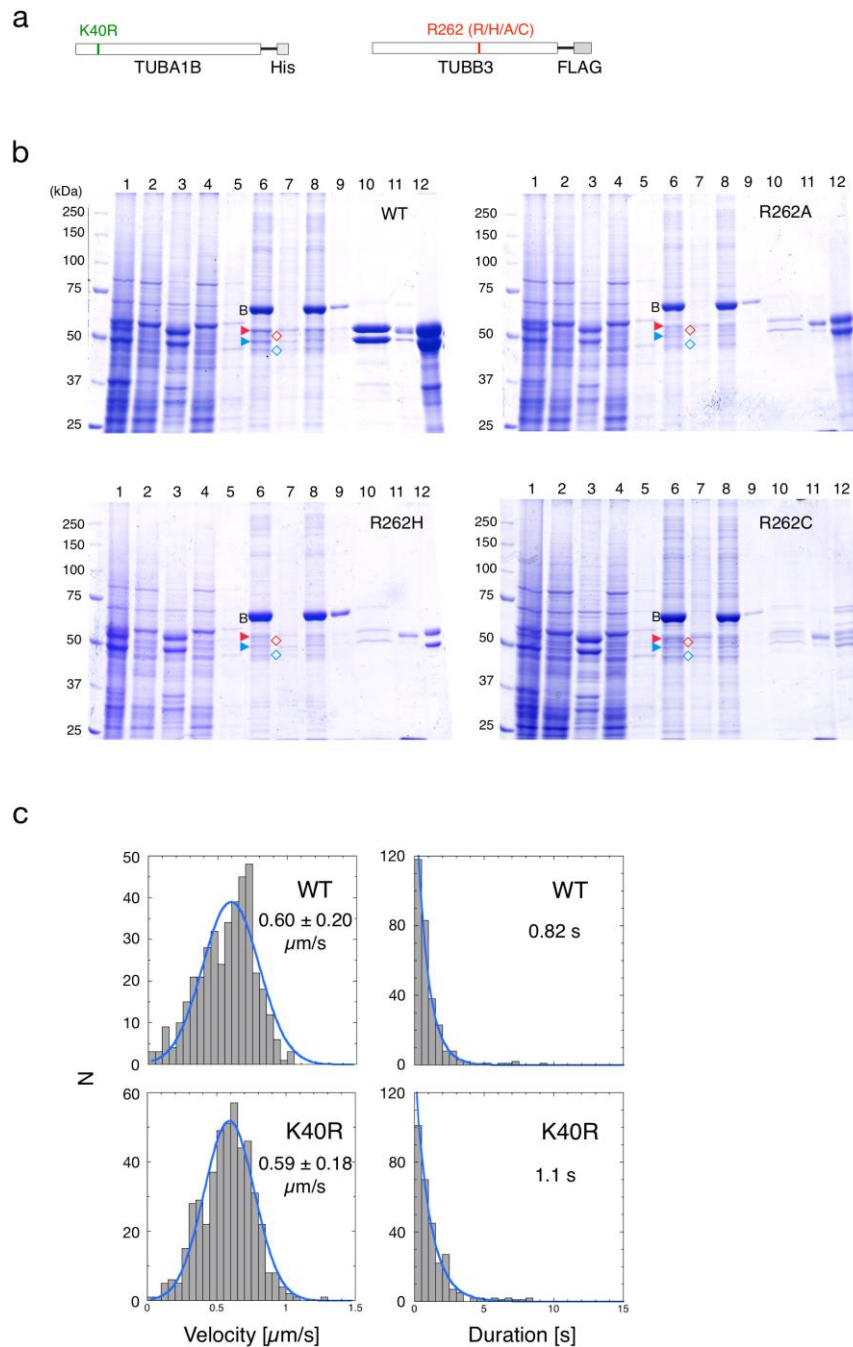 a
K40R
TUBA1B
His
R262 (R/H/A/C)
TUBB3
FLAG
b
(kDa)
1 2 3 4 5 6 7 8 9 10 11 12
250
150
100
75
50
37
25
B
WT
1 2 3 4 5 6 7 8 9 10 11 12
250
150
100
75
50
37
25
B
R262A
1 2 3 4 5 6 7 8 9 10 11 12
250
150
100
75
50
37
25
B
R262H
1 2 3 4 5 6 7 8 9 10 11 12
250
150
100
75
50
37
25
B
R262C
c
N
50
40
30
20
10
0
WT
0.60 ± 0.20
µm/s
120
80
40
0
WT
0.82 s
60
40
20
0
K40R
0.59 ± 0.18
µm/s
0 0.5 1 1.5
Velocity [µm/s]
120
80
40
0
K40R
1.1 s
0 5 10 15
Duration [s]